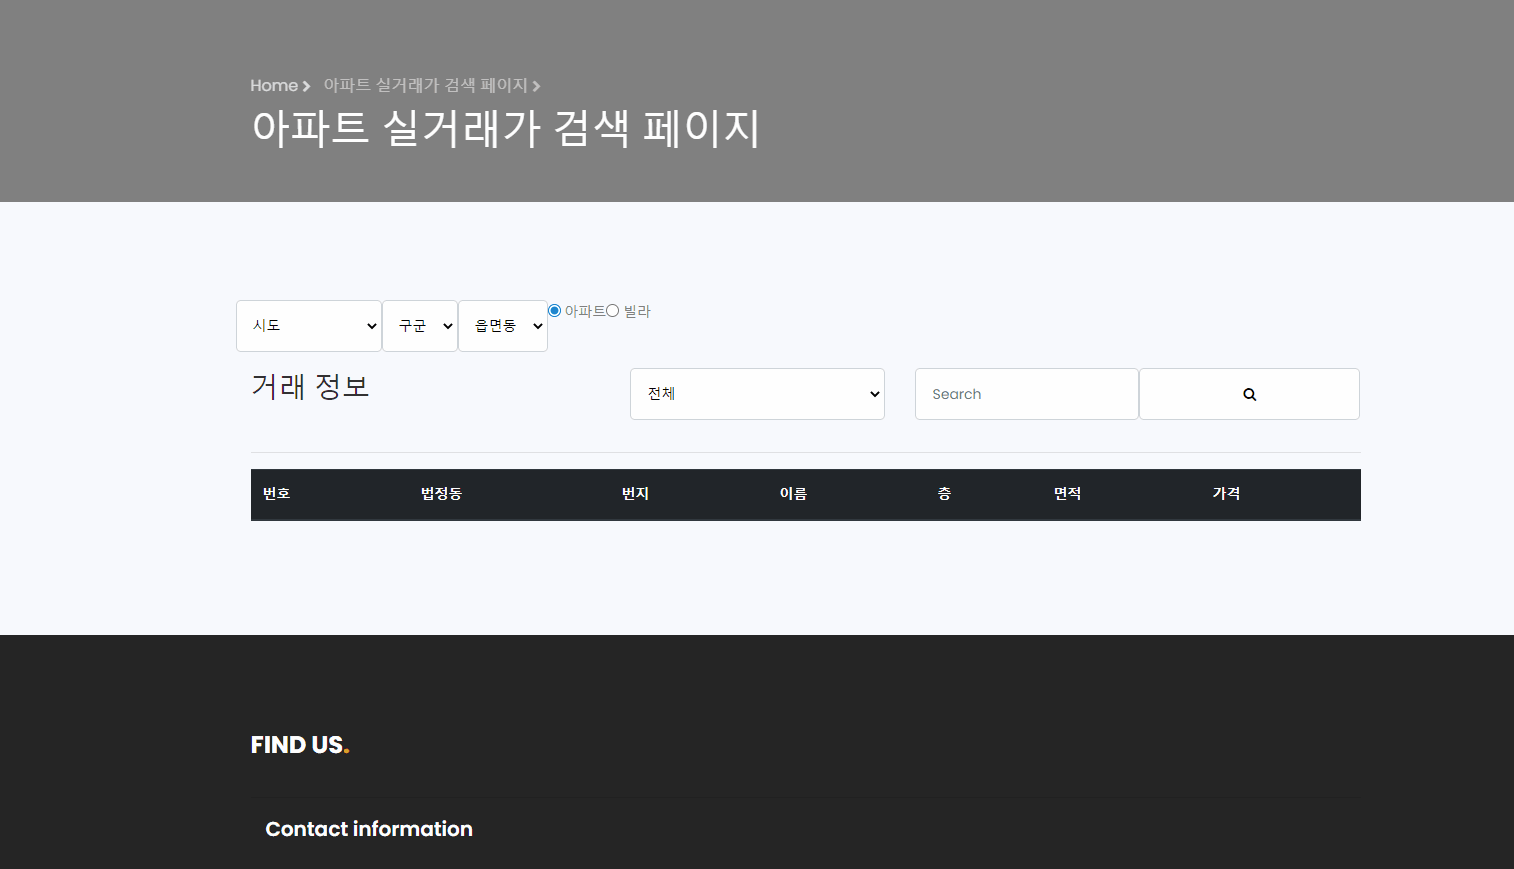 Home 아파트 실거래가 검색 페이지
아파트 실거래가 검색 페이지
시도 구군 읍면동 아파트 빌라
거래 정보 전체 Search
번호 법정동 번지 이름 층 면적 가격
FIND US.
Contact information